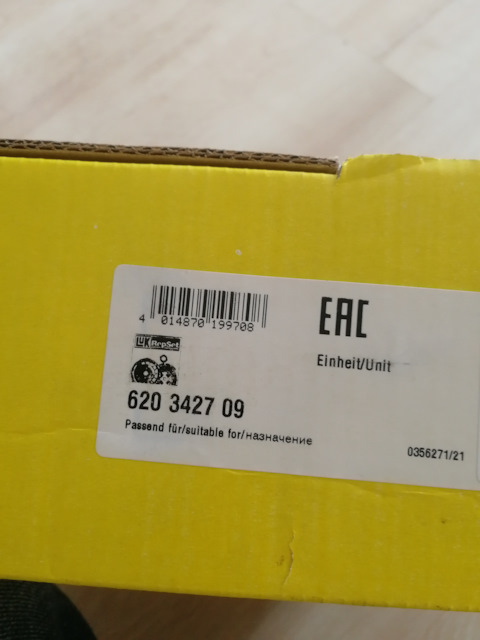 4 014870 199708
EAC
LuK RepSet
Einheit/Unit
620 3427 09
Passend für/suitable for/назначение
0356271/21